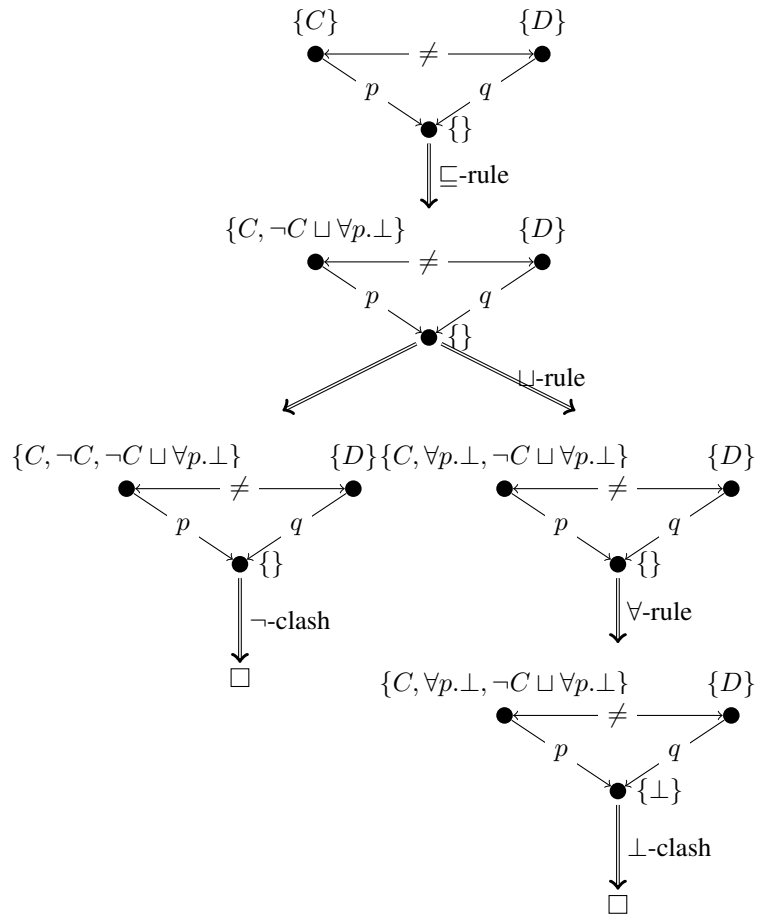 {C} {D}
≠
p q
{}
⊑-rule
{C, ¬C ⊔ ∀p.⊥} {D}
≠
p q
{}
⊔-rule
{C, ¬C, ¬C ⊔ ∀p.⊥} {D} {C, ∀p.⊥, ¬C ⊔ ∀p.⊥} {D}
≠ ≠
p q p q
{} {}
¬-clash ∀-rule
□
{C, ∀p.⊥, ¬C ⊔ ∀p.⊥} {D}
≠
p q
{⊥}
⊥-clash
□